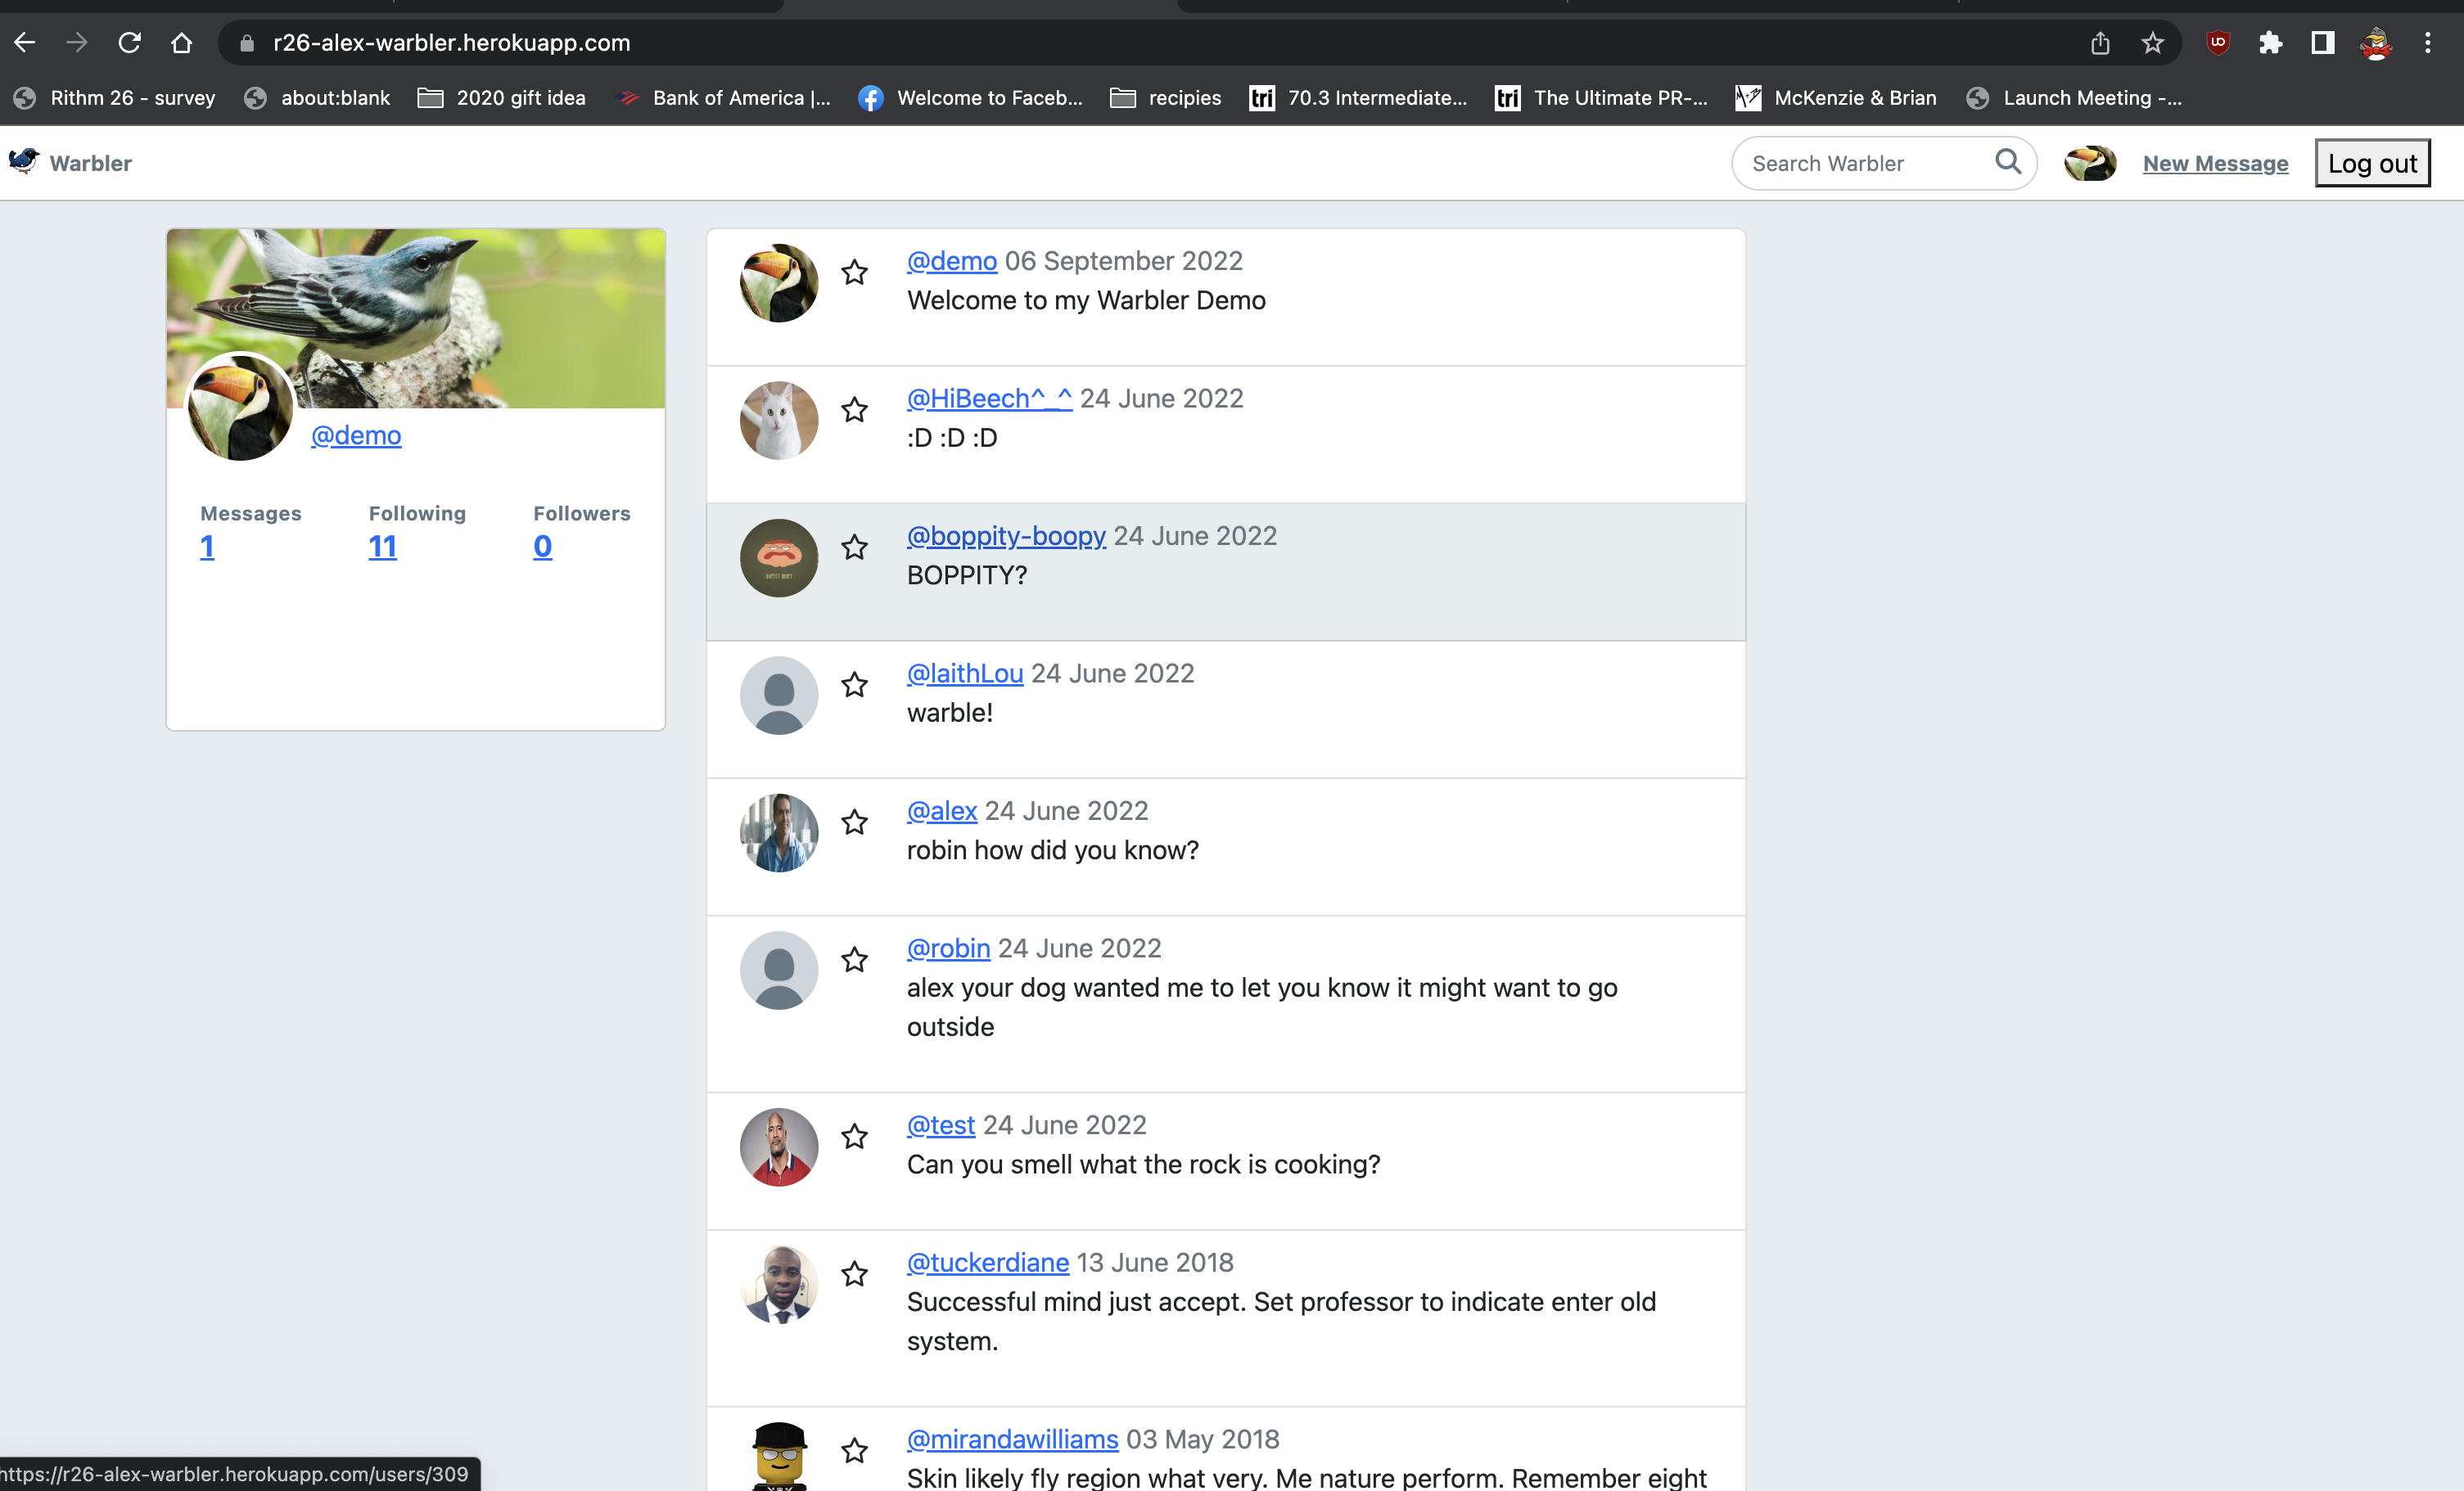 r26-alex-warbler.herokuapp.com
Rithm 26 - survey about:blank 2020 gift idea Bank of America |... Welcome to Faceb... recipies tri 70.3 Intermediate... tri The Ultimate PR-... McKenzie & Brian Launch Meeting -...
Warbler Search Warbler New Message Log out
@demo
Messages Following Followers
1 11 0
@demo 06 September 2022
Welcome to my Warbler Demo
@HiBeech^_^ 24 June 2022
:D :D :D
@boppity-boopy 24 June 2022
BOPPITY?
@laithLou 24 June 2022
warble!
@alex 24 June 2022
robin how did you know?
@robin 24 June 2022
alex your dog wanted me to let you know it might want to go
outside
@test 24 June 2022
Can you smell what the rock is cooking?
@tuckerdiane 13 June 2018
Successful mind just accept. Set professor to indicate enter old
system.
@mirandawilliams 03 May 2018
Skin likely fly region what very. Me nature perform. Remember eight
https://r26-alex-warbler.herokuapp.com/users/309